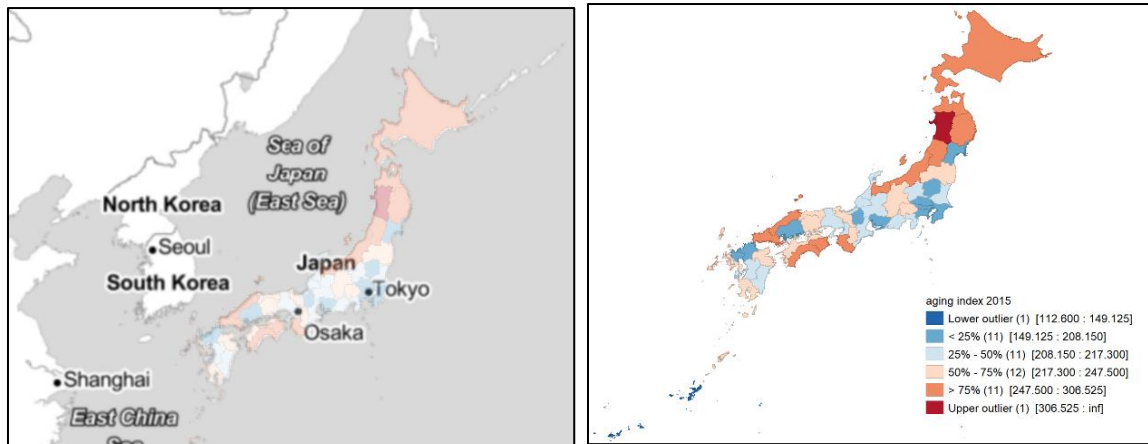 Sea of
Japan
(East Sea)
North Korea
Seoul
Japan
South Korea
Tokyo
Osaka
Shanghai
East China
Sea
aging index 2015
Lower outlier (1) [112.600 : 149.125]
< 25% (11) [149.125 : 208.150]
25% - 50% (11) [208.150 : 217.300]
50% - 75% (12) [217.300 : 247.500]
> 75% (11) [247.500 : 306.525]
Upper outlier (1) [306.525 : inf]